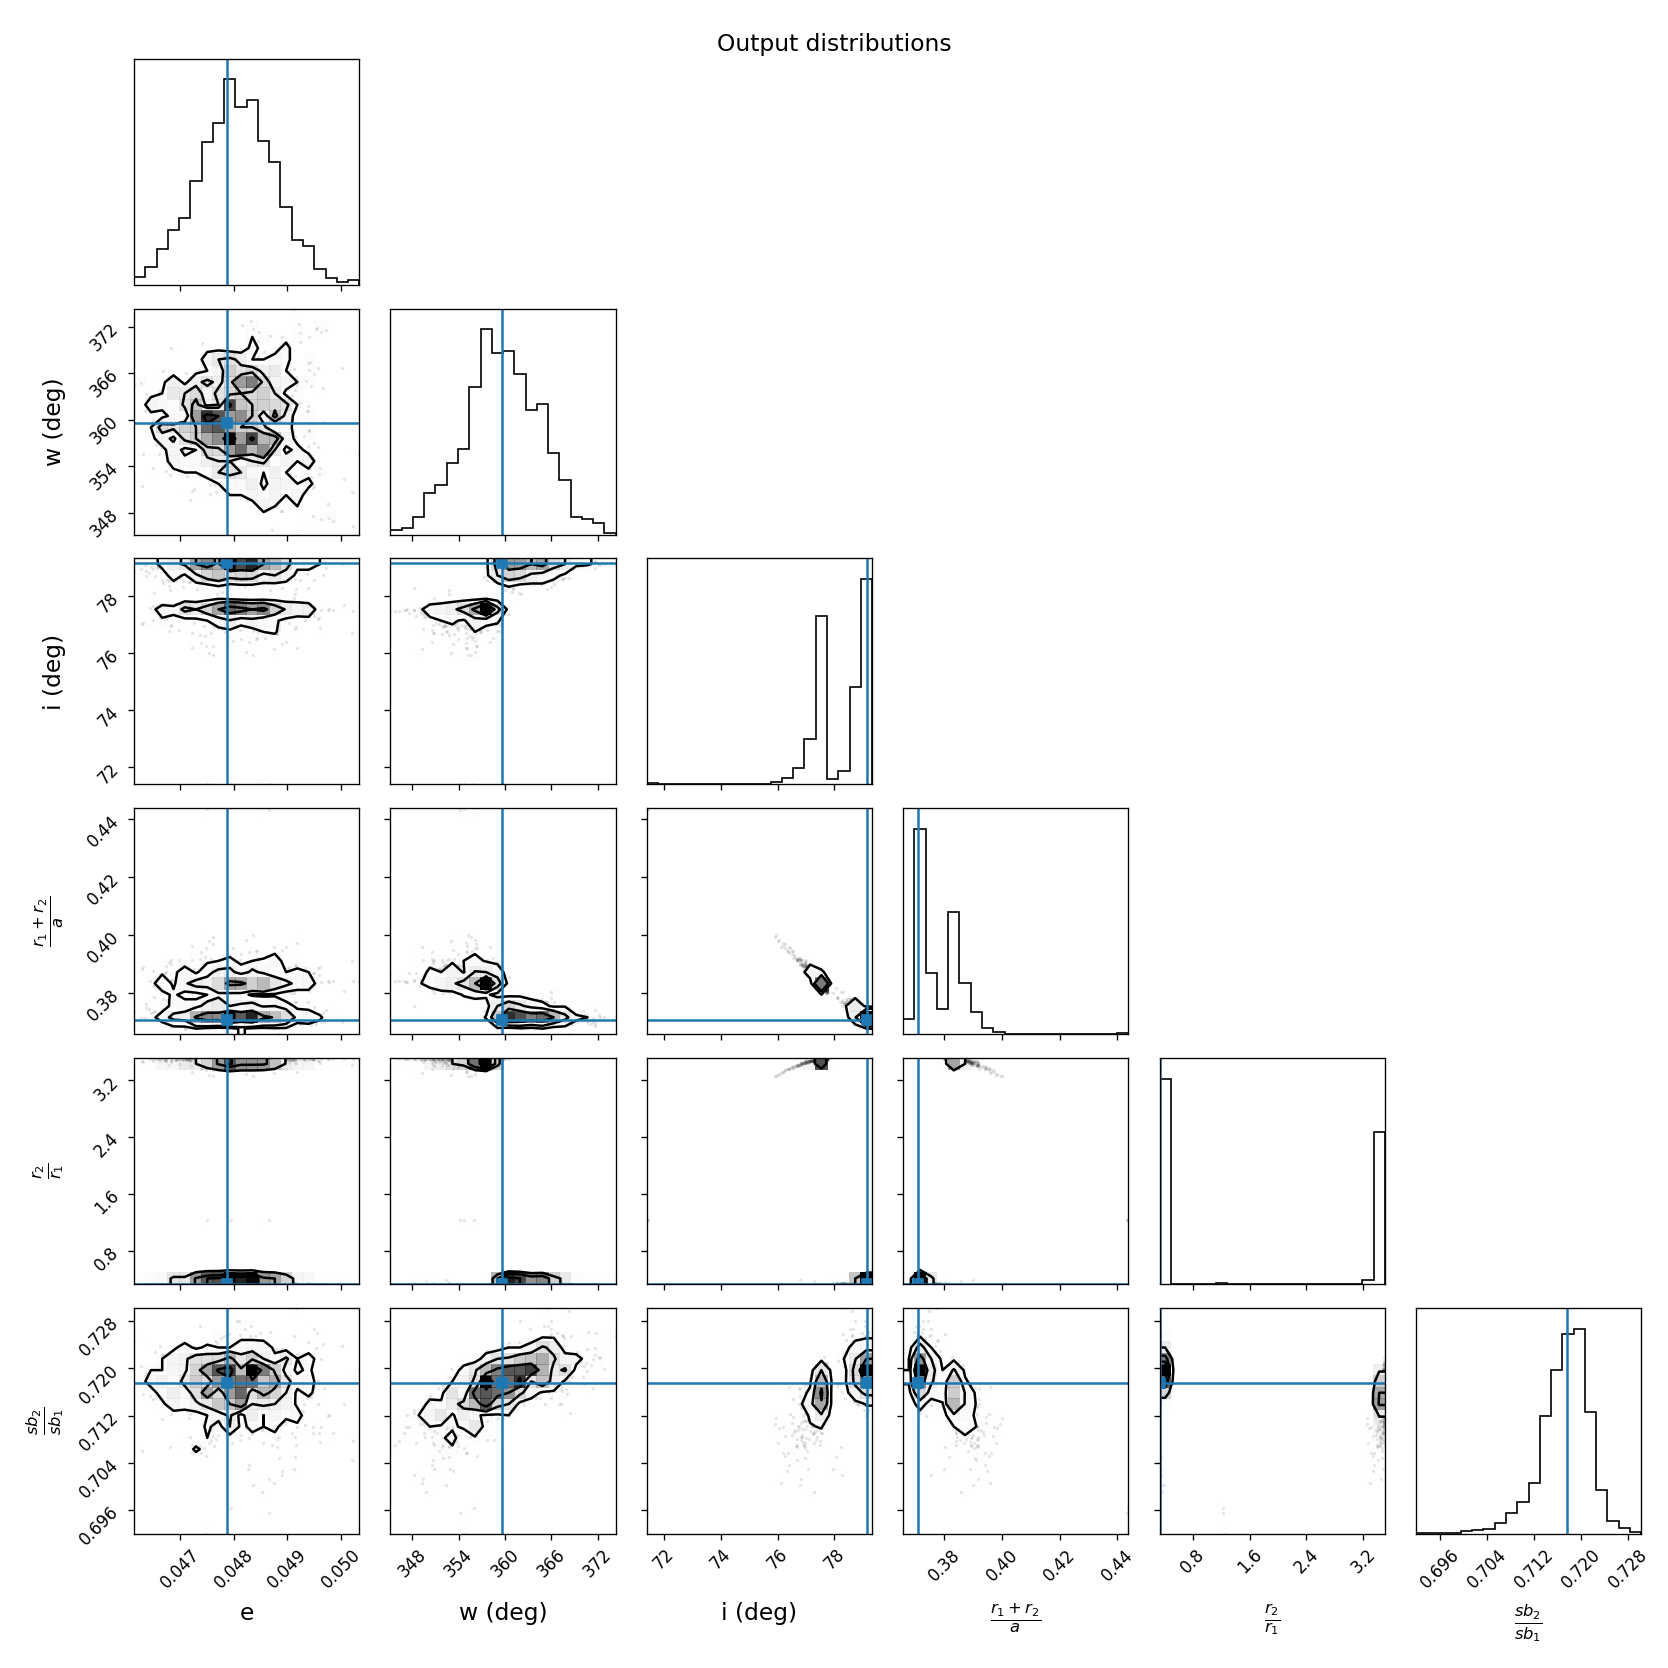 Output distributions
w (deg)
372
366
360
354
348
i (deg)
78
76
74
72
r₁ + r₂ / a
0.44
0.42
0.40
0.38
r₂ / r₁
3.2
2.4
1.6
0.8
sb₂ / sb₁
0.728
0.720
0.712
0.704
0.696
0.047 0.048 0.049 0.050 348 354 360 366 372 72 74 76 78 0.38 0.40 0.42 0.44 0.8 1.6 2.4 3.2 0.696 0.704 0.712 0.720 0.728
e w (deg) i (deg) r₁ + r₂ / a r₂ / r₁ sb₂ / sb₁